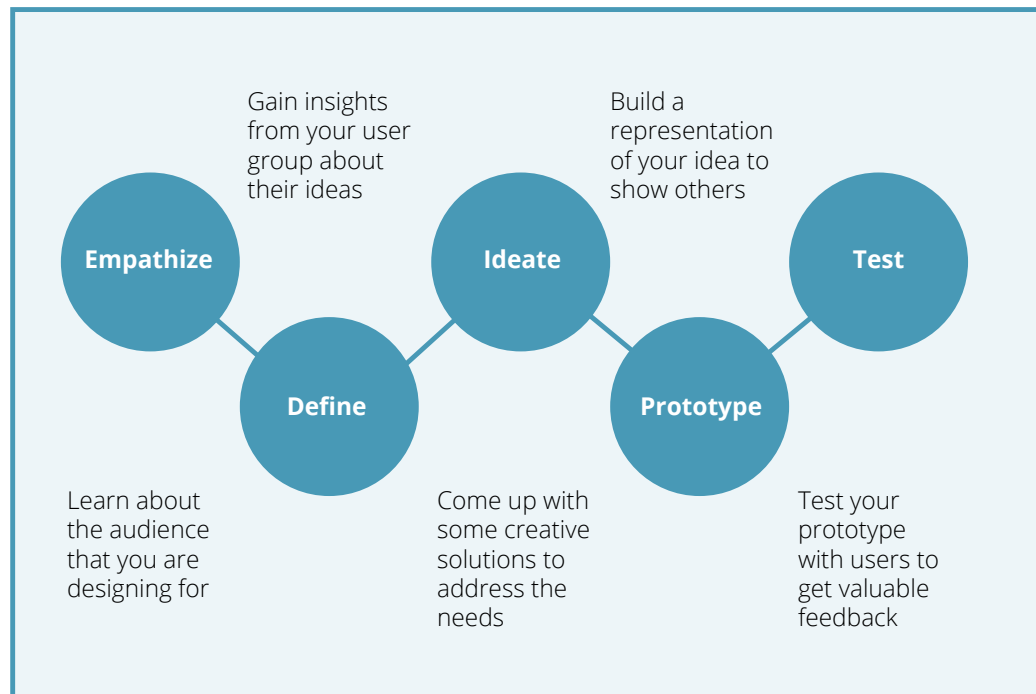 Gain insights
from your user
group about
their ideas
Build a
representation
of your idea to
show others
Empathize
Ideate
Test
Define
Prototype
Learn about
the audience
that you are
designing for
Come up with
some creative
solutions to
address the
needs
Test your
prototype
with users to
get valuable
feedback